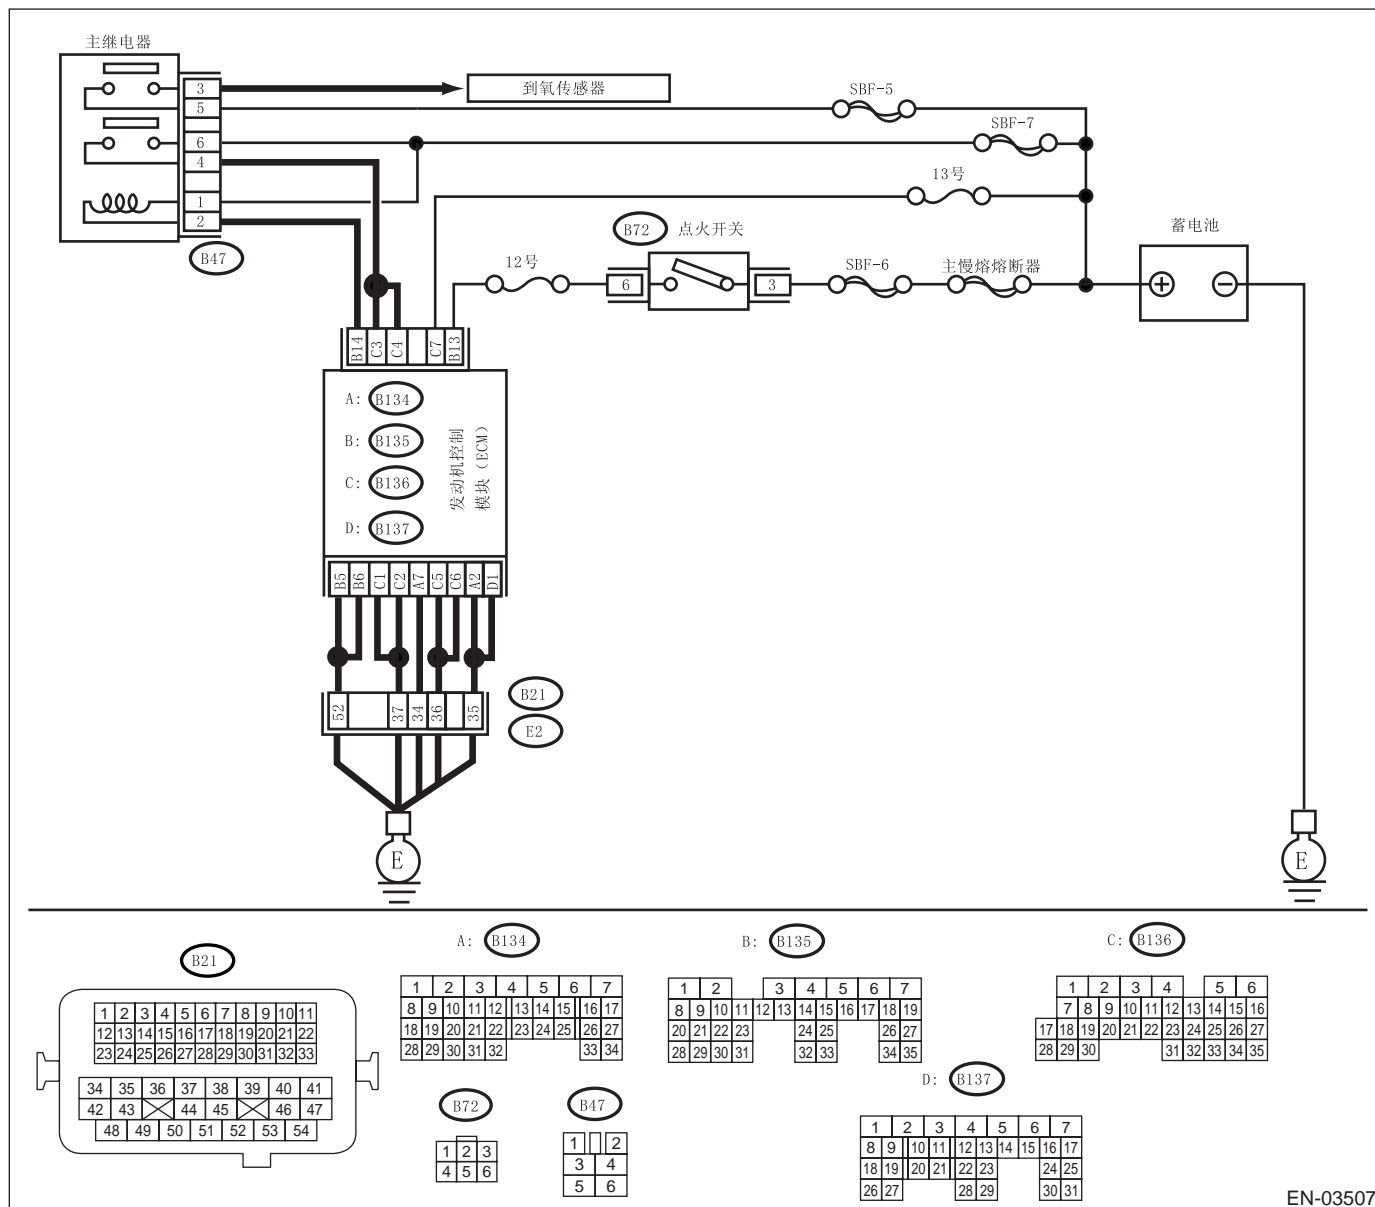 主继电器
3
到氧传感器
5
SBF-5
6
SBF-7
4
13号
1
2
B47
B72 点火开关
蓄电池
12号
6
3
SBF-6
主慢熔熔断器
+ −
B14 C3 C4 C7 B13
A: B134
B: B135
C: B136
D: B137
发动机控制
模块(ECM)
B5 B6 C1 C2 A7 C5 C6 A2 D1
52 37 34 36 35
B21
E2
E
E
B21
1 2 3 4 5 6 7 8 9 10 11
12 13 14 15 16 17 18 19 20 21 22
23 24 25 26 27 28 29 30 31 32 33
34 35 36 37 38 39 40 41
42 43 44 45 46 47
48 49 50 51 52 53 54
A: B134
1 2 3 4 5 6 7
8 9 10 11 12 13 14 15 16 17
18 19 20 21 22 23 24 25 26 27
28 29 30 31 32 33 34
B72
1 2 3
4 5 6
B47
1 2
3 4
5 6
B: B135
1 2 3 4 5 6 7
8 9 10 11 12 13 14 15 16 17 18 19
20 21 22 23 24 25 26 27
28 29 30 31 32 33 34 35
C: B136
1 2 3 4 5 6
7 8 9 10 11 12 13 14 15 16
17 18 19 20 21 22 23 24 25 26 27
28 29 30 31 32 33 34 35
D: B137
1 2 3 4 5 6 7
8 9 10 11 12 13 14 15 16 17
18 19 20 21 22 23 24 25
26 27 28 29 30 31
EN-03507